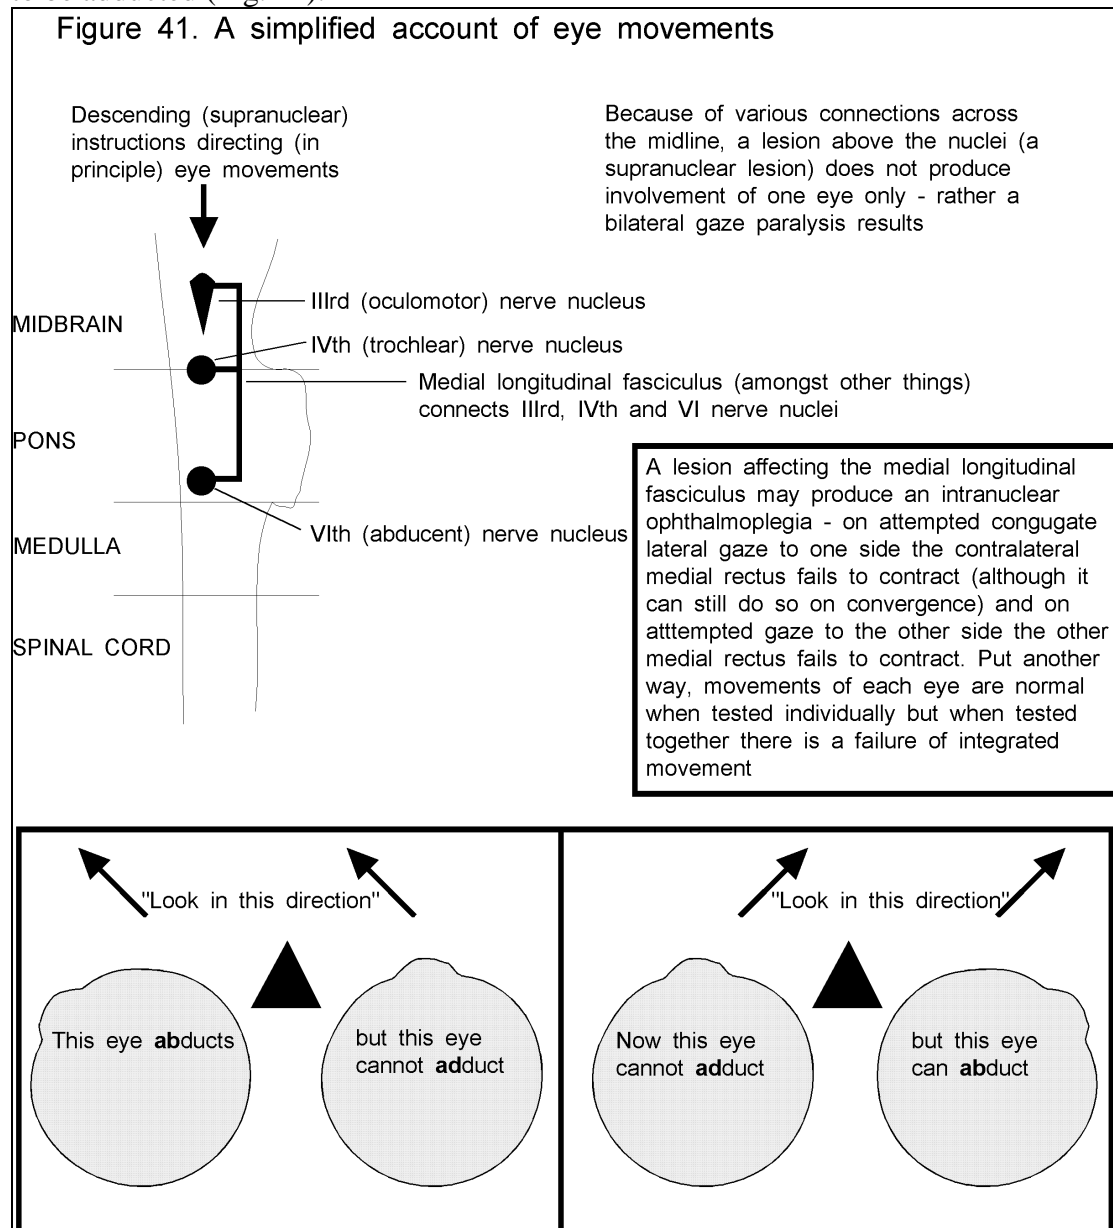 Figure 41. A simplified account of eye movements
Descending (supranuclear)
instructions directing (in
principle) eye movements
Because of various connections across
the midline, a lesion above the nuclei (a
supranuclear lesion) does not produce
involvement of one eye only - rather a
bilateral gaze paralysis results
MIDBRAIN
IIIrd (oculomotor) nerve nucleus
IVth (trochlear) nerve nucleus
Medial longitudinal fasciculus (amongst other things)
connects IIIrd, IVth and VI nerve nuclei
PONS
VIth (abducent) nerve nucleus
MEDULLA
SPINAL CORD
A lesion affecting the medial longitudinal
fasciculus may produce an intranuclear
ophthalmoplegia - on attempted congugate
lateral gaze to one side the contralateral
medial rectus fails to contract (although it
can still do so on convergence) and on
atttempted gaze to the other side the other
medial rectus fails to contract. Put another
way, movements of each eye are normal
when tested individually but when tested
together there is a failure of integrated
movement
"Look in this direction"
This eye abducts
but this eye
cannot adduct
"Look in this direction"
Now this eye
cannot adduct
but this eye
can abduct